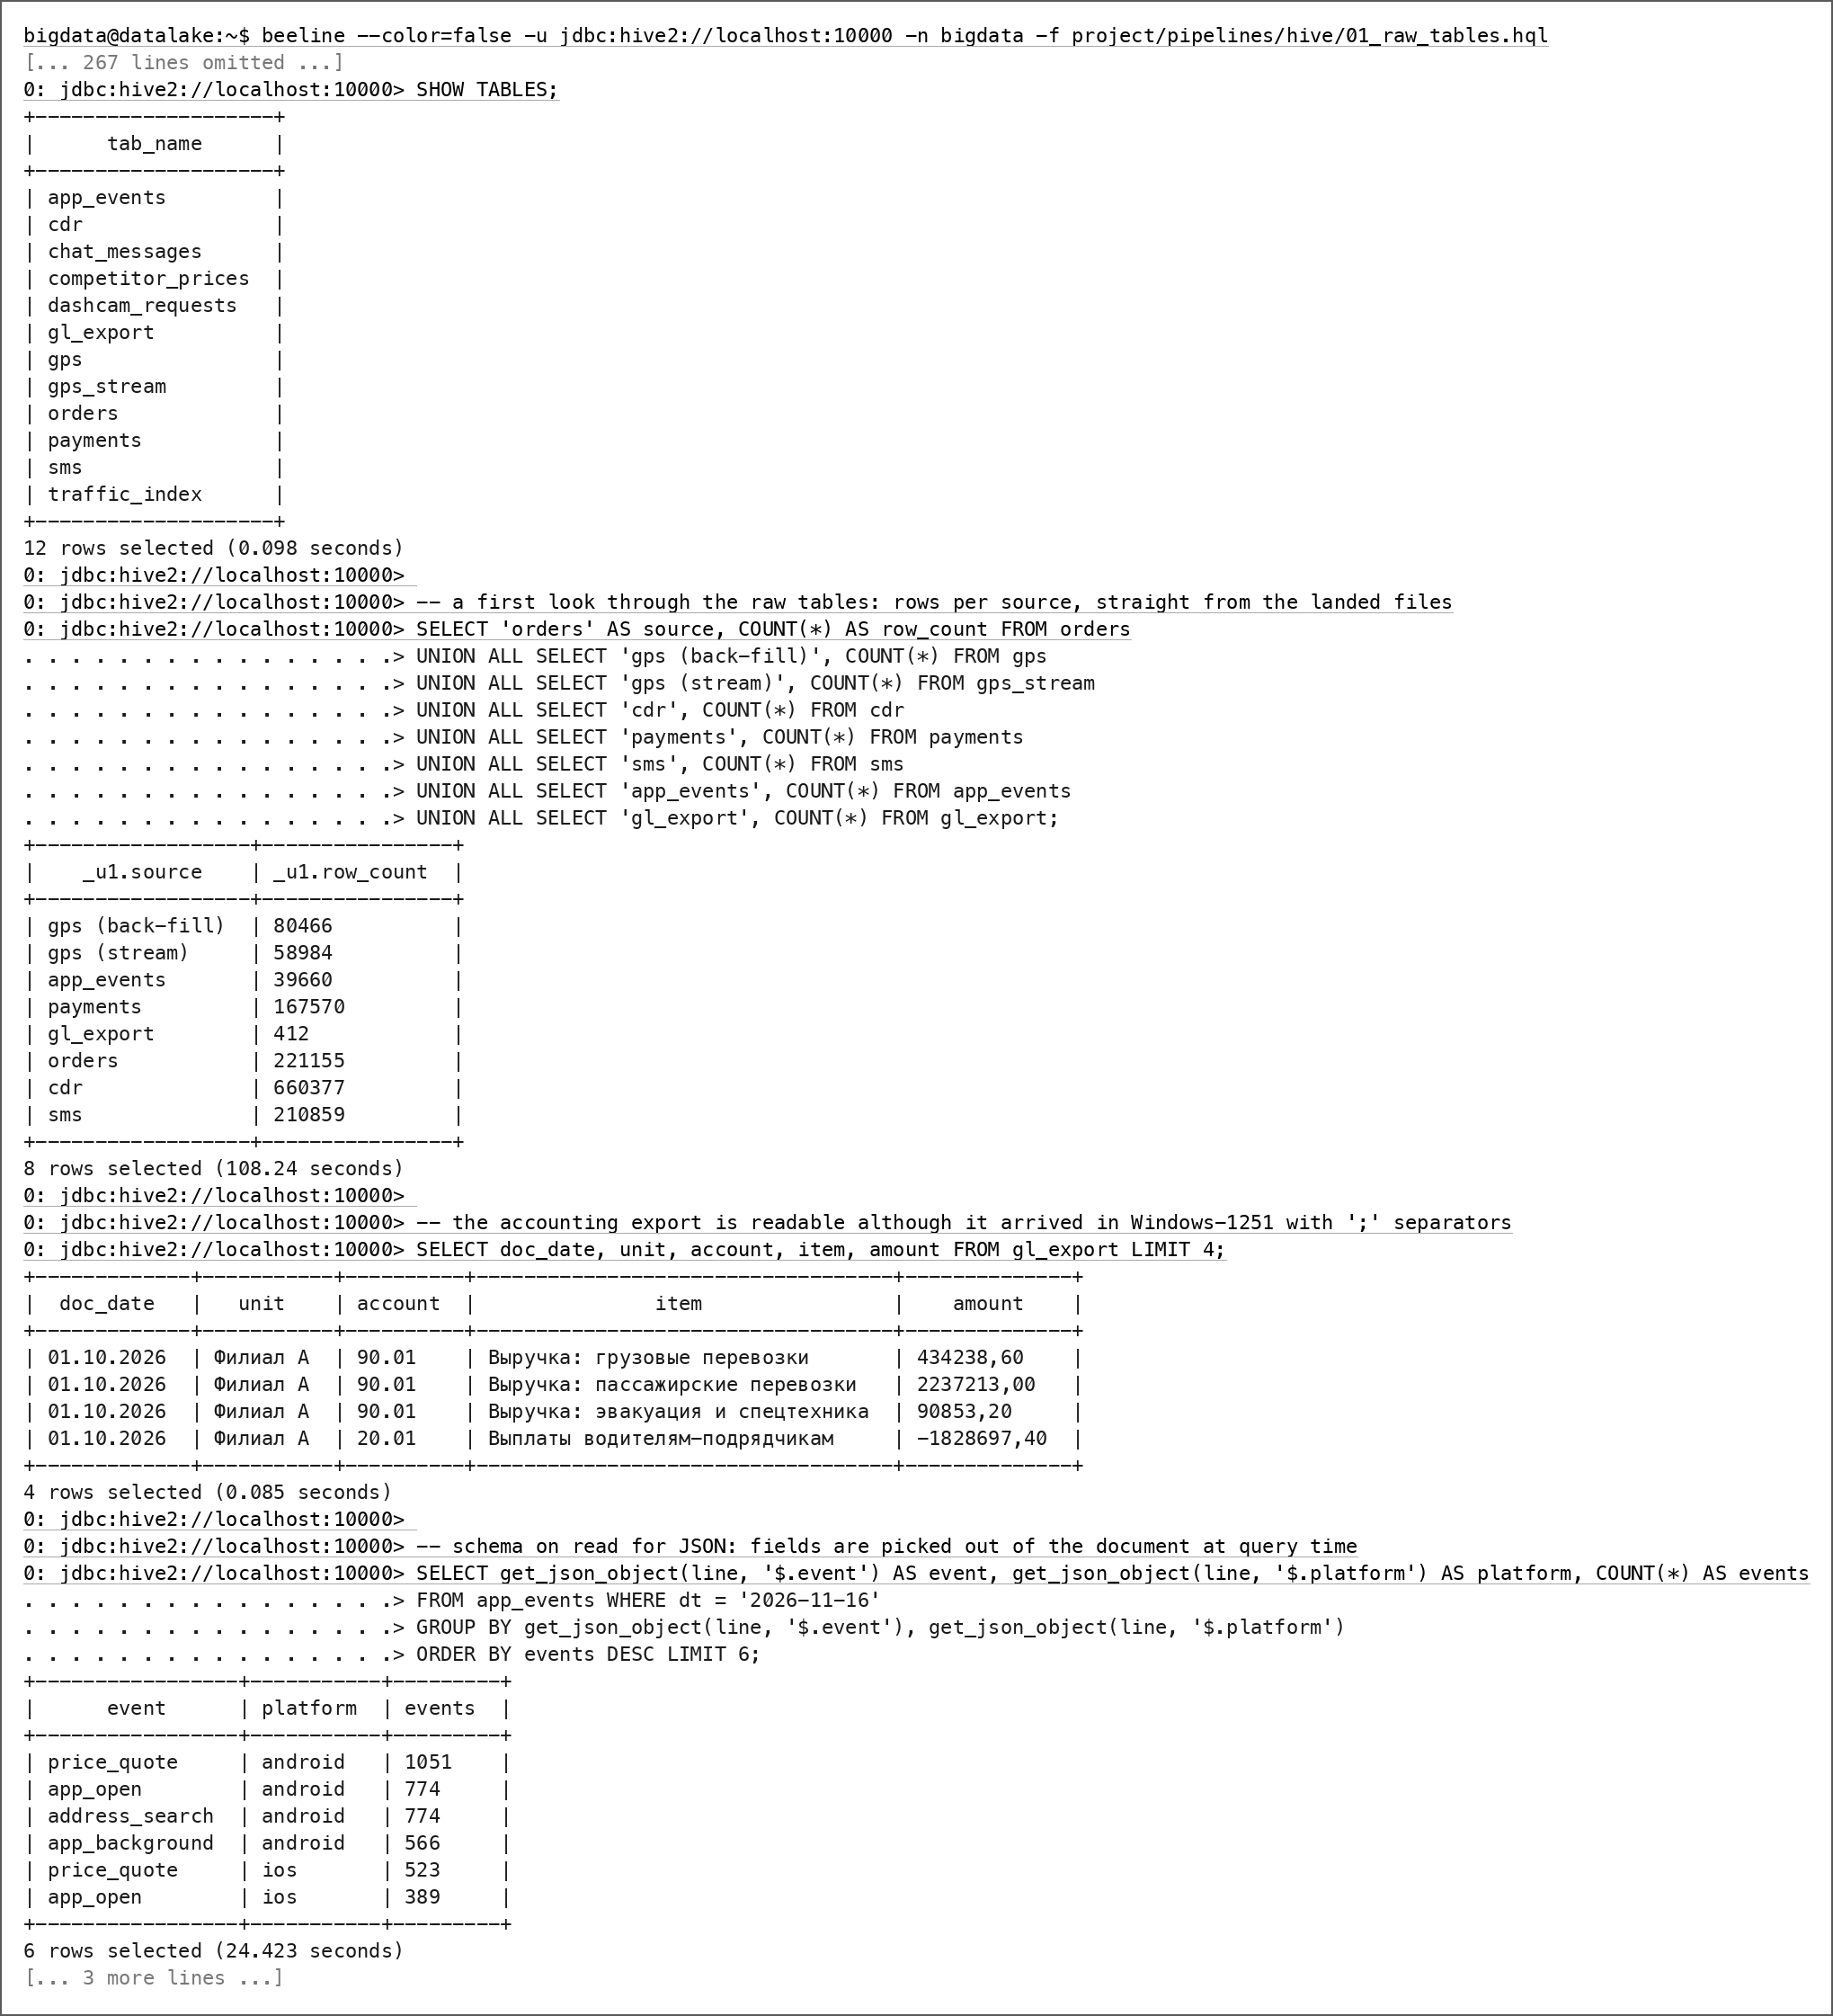 bigdata@datalake:~$ beeline --color=false -u jdbc:hive2://localhost:10000 -n bigdata -f project/pipelines/hive/01_raw_tables.hql
[... 267 lines omitted ...]
0: jdbc:hive2://localhost:10000> SHOW TABLES;
+--------------------+
|      tab_name      |
+--------------------+
| app_events         |
| cdr                |
| chat_messages      |
| competitor_prices  |
| dashcam_requests   |
| gl_export          |
| gps                |
| gps_stream         |
| orders             |
| payments           |
| sms                |
| traffic_index      |
+--------------------+
12 rows selected (0.098 seconds)
0: jdbc:hive2://localhost:10000>
0: jdbc:hive2://localhost:10000> -- a first look through the raw tables: rows per source, straight from the landed files
0: jdbc:hive2://localhost:10000> SELECT 'orders' AS source, COUNT(*) AS row_count FROM orders
. . . . . . . . . . . . . . . .> UNION ALL SELECT 'gps (back-fill)', COUNT(*) FROM gps
. . . . . . . . . . . . . . . .> UNION ALL SELECT 'gps (stream)', COUNT(*) FROM gps_stream
. . . . . . . . . . . . . . . .> UNION ALL SELECT 'cdr', COUNT(*) FROM cdr
. . . . . . . . . . . . . . . .> UNION ALL SELECT 'payments', COUNT(*) FROM payments
. . . . . . . . . . . . . . . .> UNION ALL SELECT 'sms', COUNT(*) FROM sms
. . . . . . . . . . . . . . . .> UNION ALL SELECT 'app_events', COUNT(*) FROM app_events
. . . . . . . . . . . . . . . .> UNION ALL SELECT 'gl_export', COUNT(*) FROM gl_export;
+------------------+----------------+
|    _u1.source    | _u1.row_count  |
+------------------+----------------+
| gps (back-fill)  | 80466          |
| gps (stream)     | 58984          |
| app_events       | 39660          |
| payments         | 167570         |
| gl_export        | 412            |
| orders           | 221155         |
| cdr              | 660377         |
| sms              | 210859         |
+------------------+----------------+
8 rows selected (108.24 seconds)
0: jdbc:hive2://localhost:10000>
0: jdbc:hive2://localhost:10000> -- the accounting export is readable although it arrived in Windows-1251 with ';' separators
0: jdbc:hive2://localhost:10000> SELECT doc_date, unit, account, item, amount FROM gl_export LIMIT 4;
+-------------+-----------+----------+-----------------------------------+--------------+
|  doc_date   |   unit    | account  |               item                |    amount    |
+-------------+-----------+----------+-----------------------------------+--------------+
| 01.10.2026  | Филиал А  | 90.01    | Выручка: грузовые перевозки       | 434238,60    |
| 01.10.2026  | Филиал А  | 90.01    | Выручка: пассажирские перевозки   | 2237213,00   |
| 01.10.2026  | Филиал А  | 90.01    | Выручка: эвакуация и спецтехника  | 90853,20     |
| 01.10.2026  | Филиал А  | 20.01    | Выплаты водителям-подрядчикам     | -1828697,40  |
+-------------+-----------+----------+-----------------------------------+--------------+
4 rows selected (0.085 seconds)
0: jdbc:hive2://localhost:10000>
0: jdbc:hive2://localhost:10000> -- schema on read for JSON: fields are picked out of the document at query time
0: jdbc:hive2://localhost:10000> SELECT get_json_object(line, '$.event') AS event, get_json_object(line, '$.platform') AS platform, COUNT(*) AS events
. . . . . . . . . . . . . . . .> FROM app_events WHERE dt = '2026-11-16'
. . . . . . . . . . . . . . . .> GROUP BY get_json_object(line, '$.event'), get_json_object(line, '$.platform')
. . . . . . . . . . . . . . . .> ORDER BY events DESC LIMIT 6;
+-----------------+-----------+---------+
|      event      | platform  | events  |
+-----------------+-----------+---------+
| price_quote     | android   | 1051    |
| app_open        | android   | 774     |
| address_search  | android   | 774     |
| app_background  | android   | 566     |
| price_quote     | ios       | 523     |
| app_open        | ios       | 389     |
+-----------------+-----------+---------+
6 rows selected (24.423 seconds)
[... 3 more lines ...]